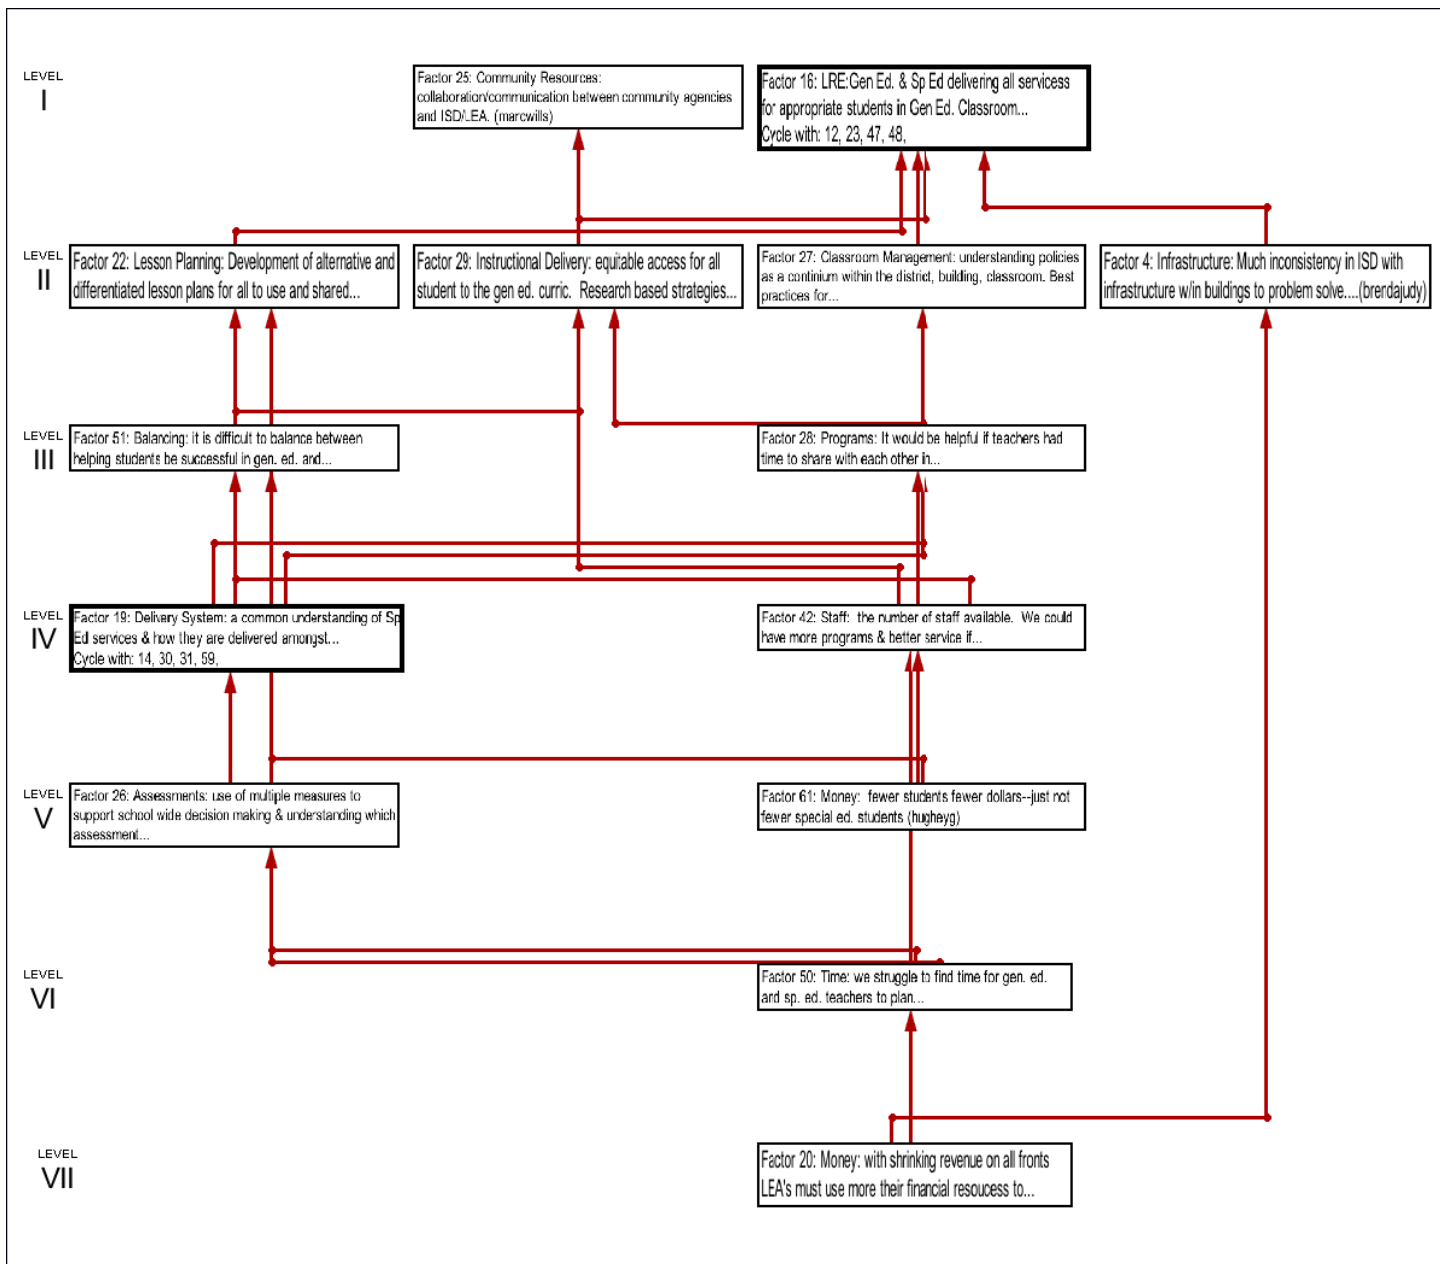 LEVEL
I
Factor 25: Community Resources:
collaboration/communication between community agencies
and ISD/LEA. (marcwills)
Factor 16: LRE:Gen Ed. & Sp Ed delivering all servicess
for appropriate students in Gen Ed. Classroom...
Cycle with: 12, 23, 47, 48,
LEVEL
II
Factor 22: Lesson Planning: Development of alternative and
differentiated lesson plans for all to use and shared...
Factor 29: Instructional Delivery: equitable access for all
student to the gen ed. curric. Research based strategies...
Factor 27: Classroom Management: understanding policies
as a continium within the district, building, classroom. Best
practices for...
Factor 4: Infrastructure: Much inconsistency in ISD with
infrastructure w/in buildings to problem solve....(brendajudy)
LEVEL
III
Factor 51: Balancing: it is difficult to balance between
helping students be successful in gen. ed. and...
Factor 28: Programs: It would be helpful if teachers had
time to share with each other in...
LEVEL
IV
Factor 19: Delivery System: a common understanding of Sp
Ed services & how they are delivered amongst...
Cycle with: 14, 30, 31, 59,
Factor 42: Staff: the number of staff available. We could
have more programs & better service if...
LEVEL
V
Factor 26: Assessments: use of multiple measures to
support school wide decision making & understanding which
assessment...
Factor 61: Money: fewer students fewer dollars--just not
fewer special ed. students (hugheyg)
LEVEL
VI
Factor 50: Time: we struggle to find time for gen. ed.
and sp. ed. teachers to plan...
LEVEL
VII
Factor 20: Money: with shrinking revenue on all fronts
LEA's must use more their financial resoucess to...